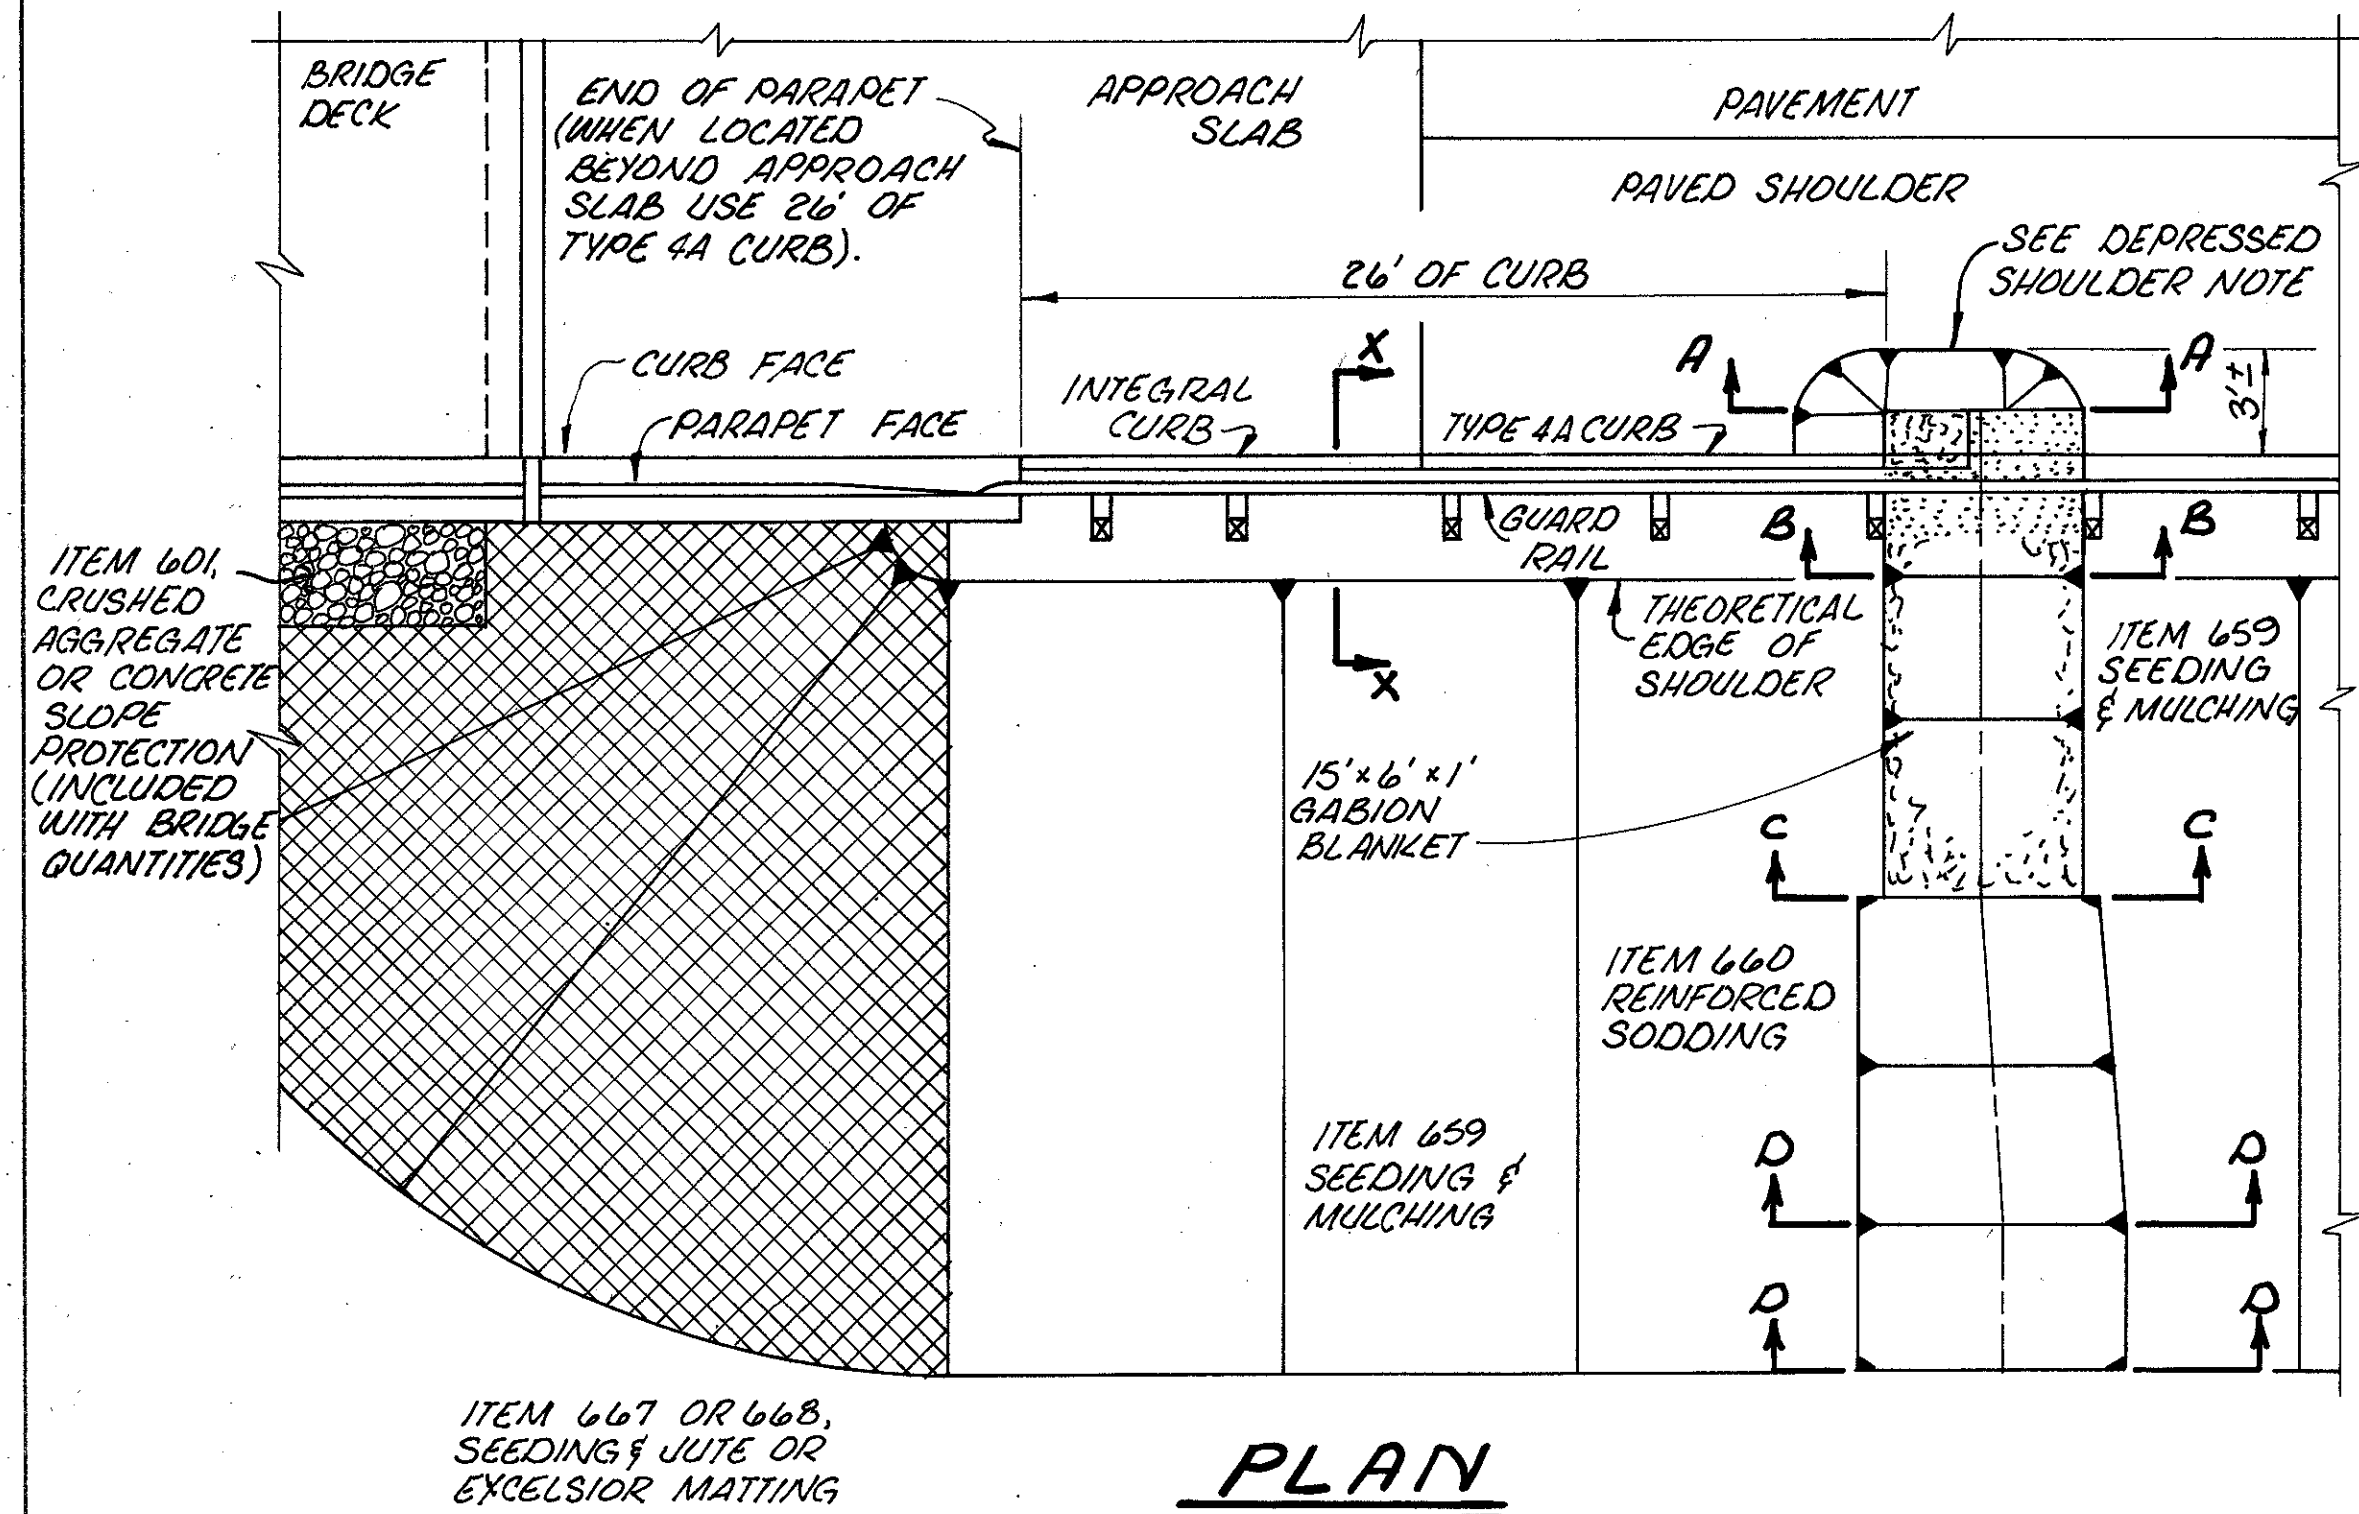 BRIDGE
DECK
END OF PARAPET
(WHEN LOCATED
BEYOND APPROACH
SLAB USE 26' OF
TYPE 4A CURB).
APPROACH
SLAB
PAVEMENT
PAVED SHOULDER
SEE DEPRESSED
SHOULDER NOTE
26' OF CURB
CURB FACE
PARAPET FACE
INTEGRAL
CURB
X
TYPE 4A CURB
A
A
3'±
ITEM 601,
CRUSHED
AGGREGATE
OR CONCRETE
SLOPE
PROTECTION
(INCLUDED
WITH BRIDGE
QUANTITIES)
GUARD
RAIL
B
B
X
THEORETICAL
EDGE OF
SHOULDER
ITEM 659
SEEDING
& MULCHING
15' x 6' x 1'
GABION
BLANKET
C
C
ITEM 660
REINFORCED
SODDING
ITEM 659
SEEDING &
MULCHING
D
D
D
D
ITEM 667 OR 668,
SEEDING & JUTE OR
EXCELSIOR MATTING
PLAN